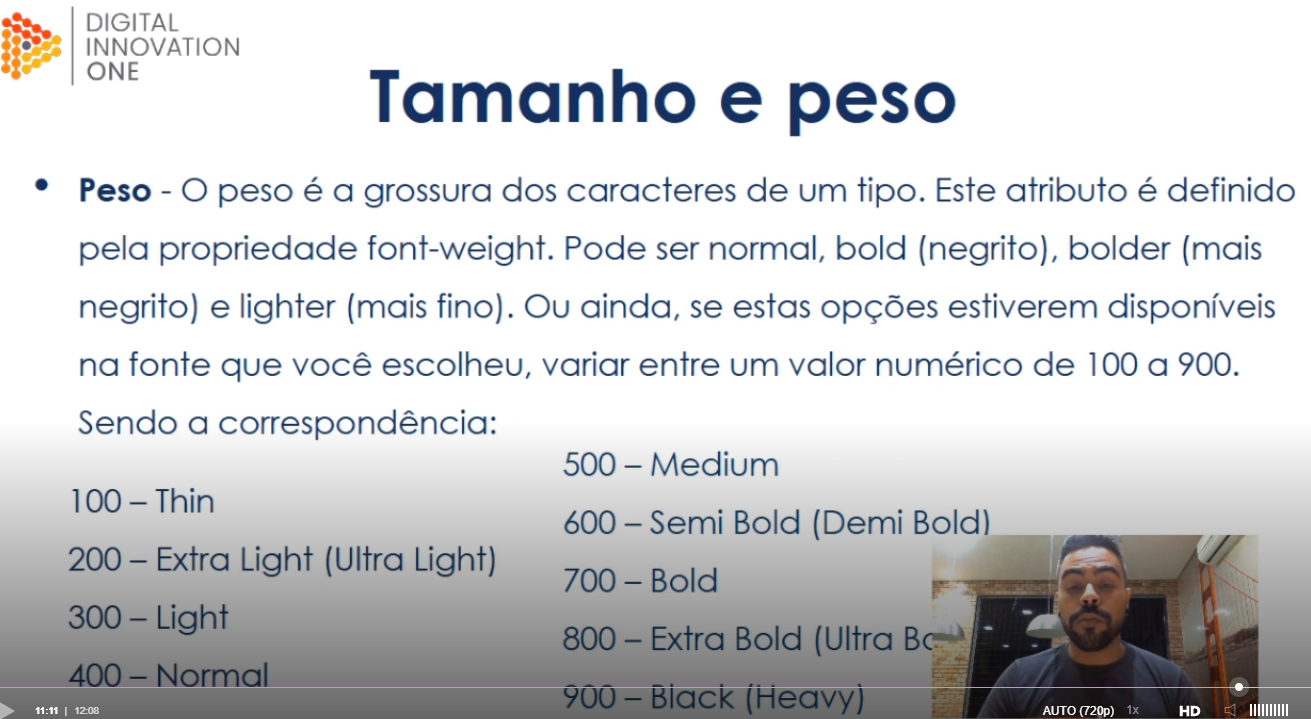 DIGITAL
INNOVATION
ONE
Tamanho e peso
• Peso - O peso é a grossura dos caracteres de um tipo. Este atributo é definido
pela propriedade font-weight. Pode ser normal, bold (negrito), bolder (mais
negrito) e lighter (mais fino). Ou ainda, se estas opções estiverem disponíveis
na fonte que você escolheu, variar entre um valor numérico de 100 a 900.
Sendo a correspondência:
100 – Thin
200 – Extra Light (Ultra Light)
300 – Light
400 – Normal
500 – Medium
600 – Semi Bold (Demi Bold)
700 – Bold
800 – Extra Bold (Ultra
900 – Black (Heavy)
11:11 | 12:08
AUTO (720p) 1x HD